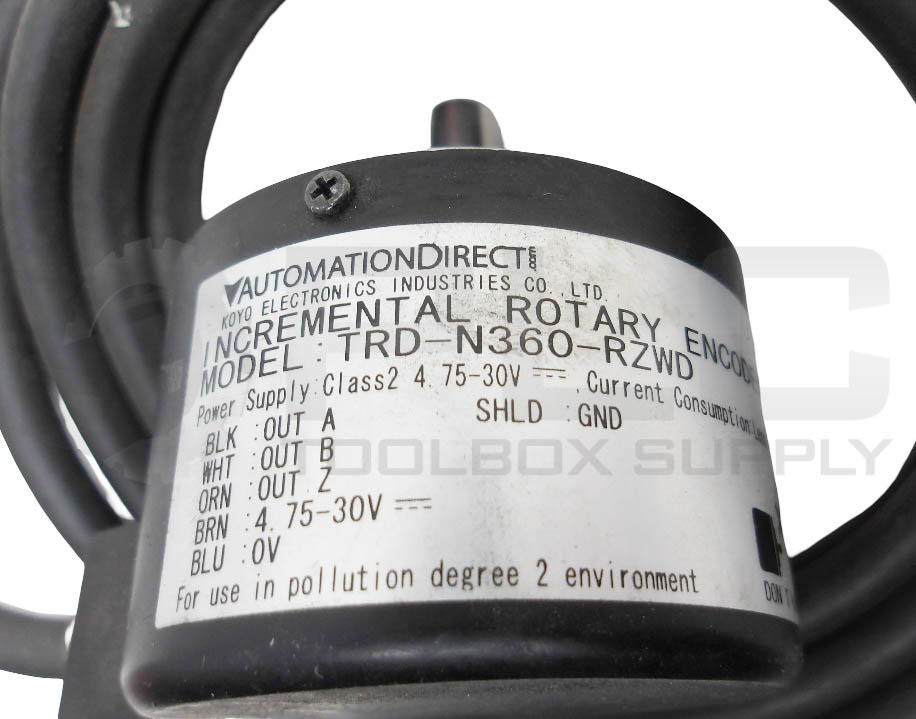 AUTOMATIONDIRECT
KOYO ELECTRONICS INDUSTRIES CO.,LTD.
INCREMENTAL ROTARY
MODEL:TRD-N360-RZWD
Power Supply:Class2 4.75-30V ⎓, Current Consumption:
BLK :OUT A SHLD :GND
WHT :OUT B
ORN :OUT Z
BRN :4.75-30V ⎓
BLU :0V
For use in pollution degree 2 environment
DON'T
TOOLBOX SUPPLY